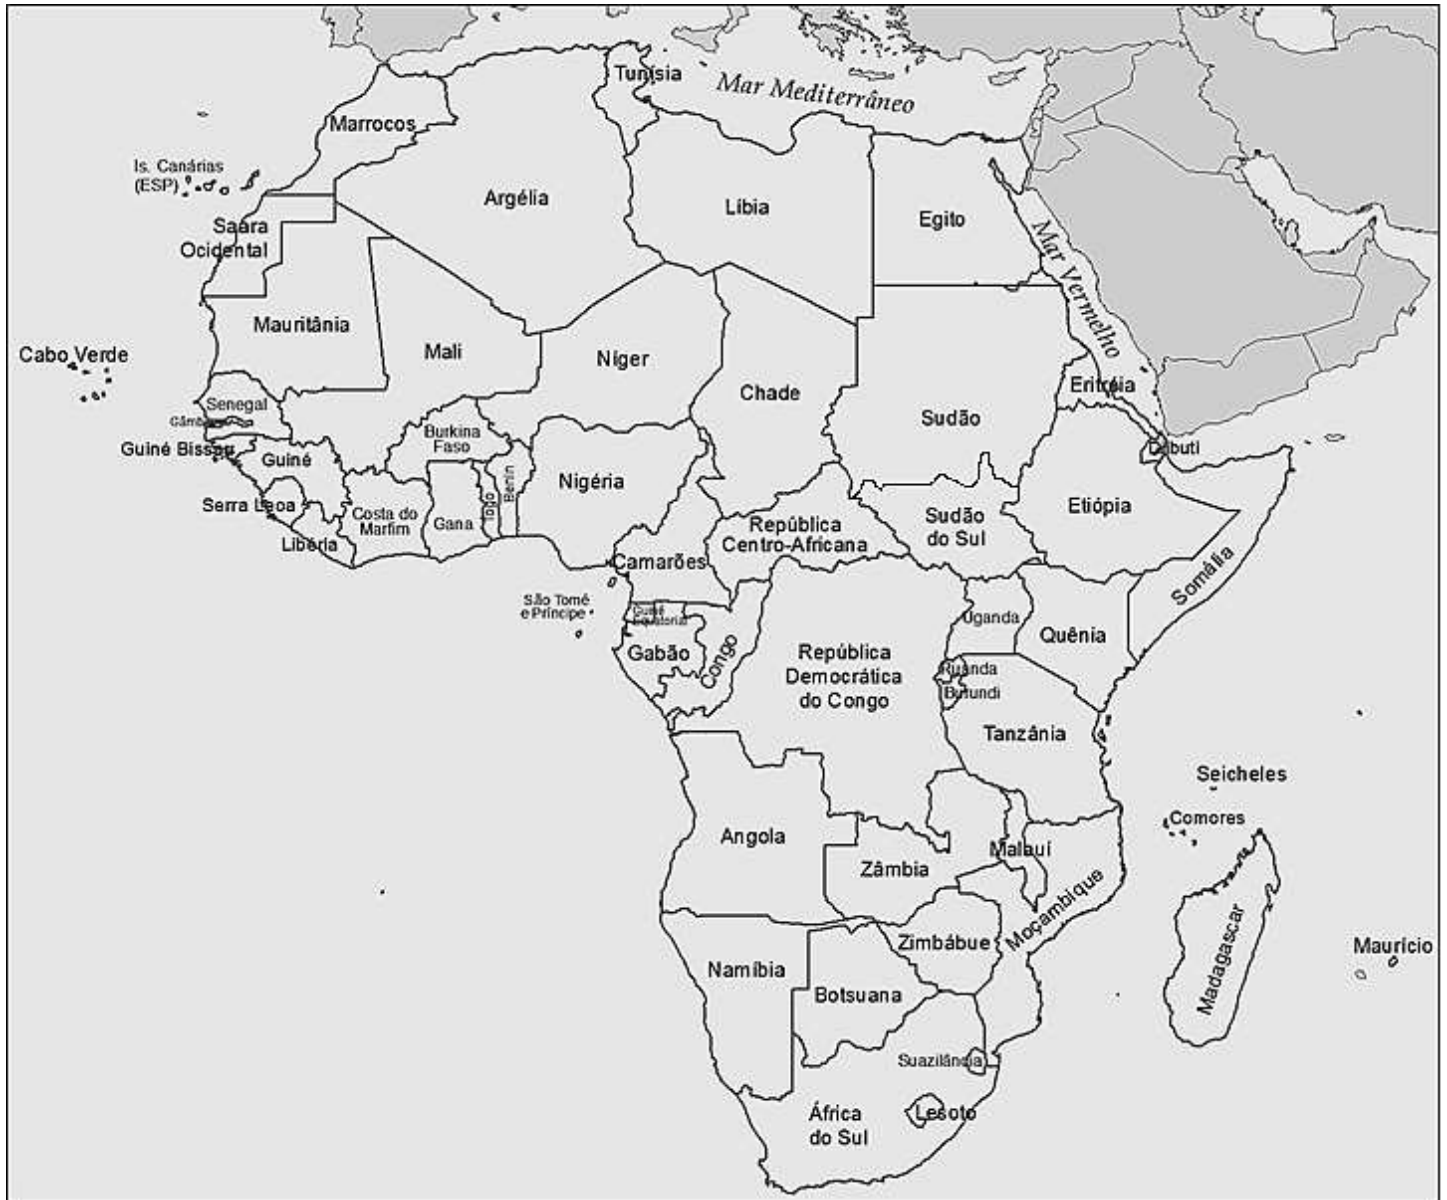 Tunísia
Mar Mediterrâneo
Marrocos
Is. Canárias
(ESP)
Argélia
Líbia
Egito
Saara
Ocidental
Mar Vermelho
Mauritânia
Cabo Verde
Mali
Níger
Chade
Eritréia
Senegal
Sudão
Burkina
Faso
Guiné Bissau
Guiné
Djibuti
Nigéria
Benin
Togo
Etiópia
Serra Leoa
Costa do
Marfim
Gana
Sudão
do Sul
República
Centro-Africana
Libéria
Camarões
Somália
São Tomé
e Príncipe
Guiné
Equatorial
Uganda
Quênia
Gabão
Congo
República
Democrática
do Congo
Ruanda
Burundi
Tanzânia
Seicheles
Comores
Angola
Malauí
Zâmbia
Moçambique
Madagascar
Zimbábue
Maurício
Namíbia
Botsuana
Suazilância
África
do Sul
Lesoto